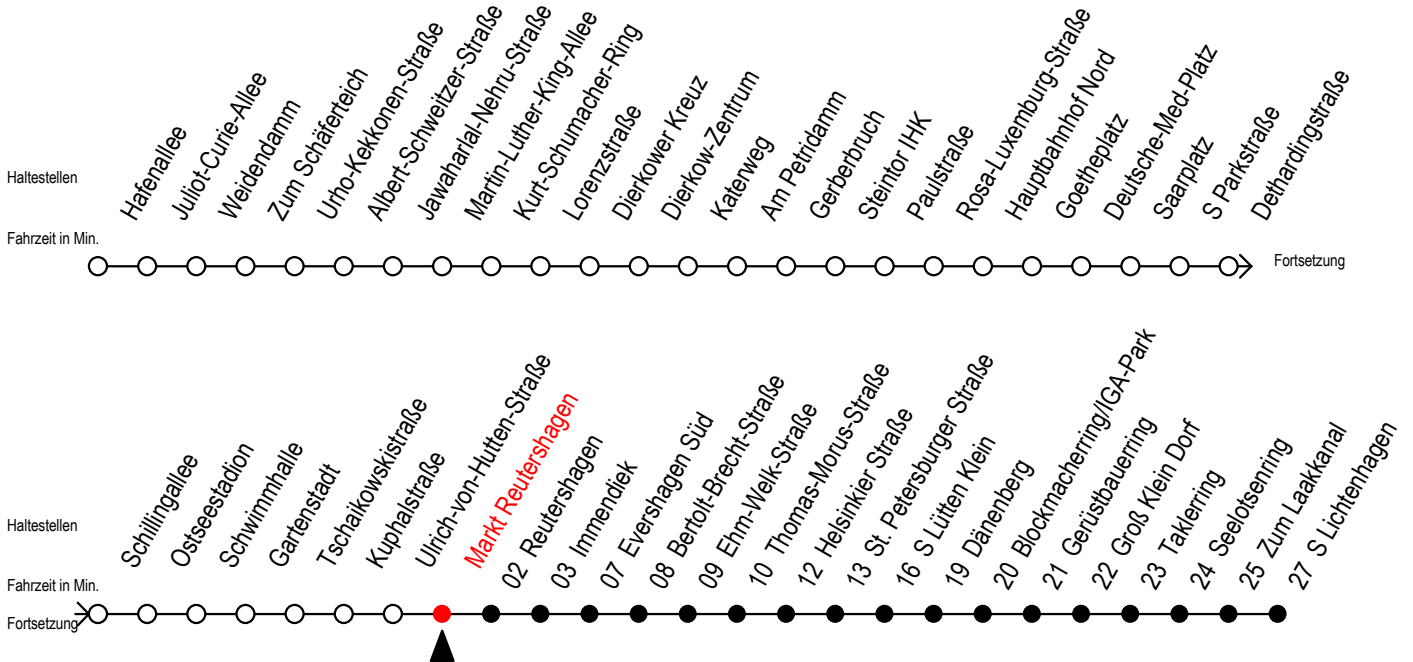 Haltestellen
Hafenallee
Juliot-Curie-Allee
Weidendamm
Zum Schäferteich
Urho-Kekkonen-Straße
Albert-Schweitzer-Straße
Jawaharlal-Nehru-Straße
Martin-Luther-King-Allee
Kurt-Schumacher-Ring
Lorenzstraße
Dierkower Kreuz
Dierkow-Zentrum
Katenweg
Am Petridamm
Gerberbruch
Steintor IHK
Paulstraße
Rosa-Luxemburg-Straße
Hauptbahnhof Nord
Goetheplatz
Deutsche-Med-Platz
Saarplatz
S Parkstraße
Dethardingstraße
Fahrzeit in Min.
Fortsetzung
Haltestellen
Schillingallee
Ostseestadion
Schwimmhalle
Gartenstadt
Tschaikowskistraße
Kuphalstraße
Ulrich-von-Hutten-Straße
Markt Reutershagen
02 Reutershagen
03 Immendiek
07 Evershagen Süd
08 Bertolt-Brecht-Straße
09 Ehm-Welk-Straße
10 Thomas-Morus-Straße
12 Helsinkier Straße
13 St. Petersburger Straße
16 S Lütten Klein
19 Dänenberg
20 Blockmacherring/IGA-Park
21 Gerüstbauerring
22 Groß Klein Dorf
23 Taklerring
24 Seelotsenring
25 Zum Laakkanal
27 S Lichtenhagen
Fahrzeit in Min.
Fortsetzung